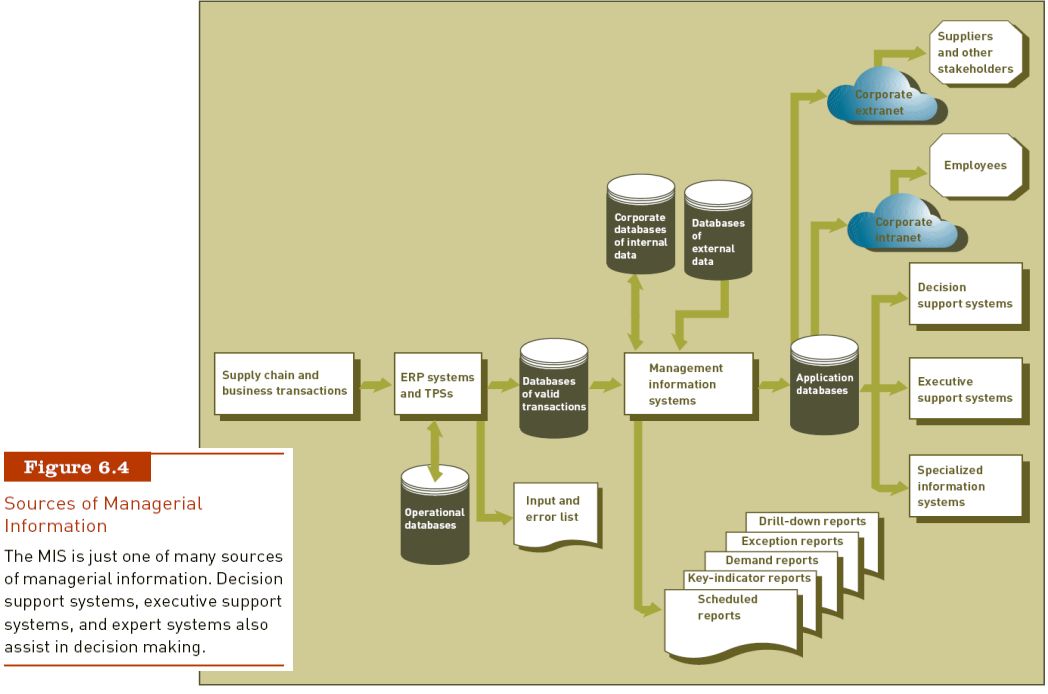 Suppliers
and other
stakeholders
Corporate
extranet
Employees
Corporate
intranet
Corporate
databases
of internal
data
Databases
of
external
data
Decision
support systems
Supply chain and
business transactions
ERP systems
and TPSs
Databases
of valid
transactions
Management
information
systems
Application
databases
Executive
support systems
Operational
databases
Input and
error list
Specialized
information
systems
Drill-down reports
Exception reports
Demand reports
Key-indicator reports
Scheduled
reports
Figure 6.4
Sources of Managerial
Information
The MIS is just one of many sources
of managerial information. Decision
support systems, executive support
systems, and expert systems also
assist in decision making.